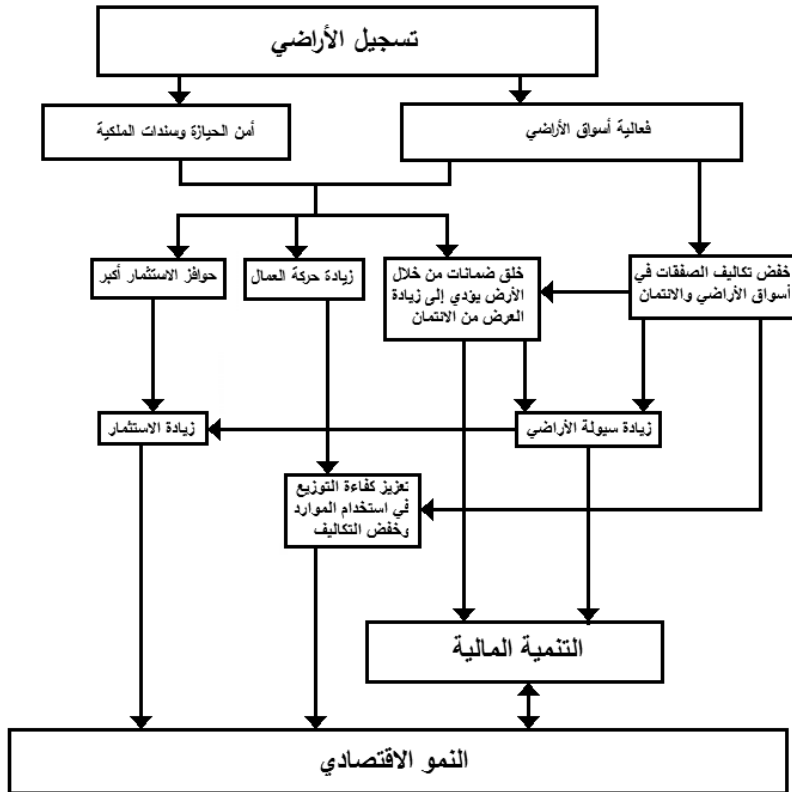 تسجيل الأراضي
فعالية أسواق الأراضي
أمن الحيازة وسندات الملكية
خفض تكاليف الصفقات في
أسواق الأراضي والائتمان
خلق ضمانات من خلال
الأرض يؤدي إلى زيادة
العرض من الائتمان
زيادة حركة العمال
حوافز الاستثمار أكبر
زيادة سيولة الأراضي
زيادة الاستثمار
تعزيز كفاءة التوزيع
في استخدام الموارد
وخفض التكاليف
التنمية المالية
النمو الاقتصادي